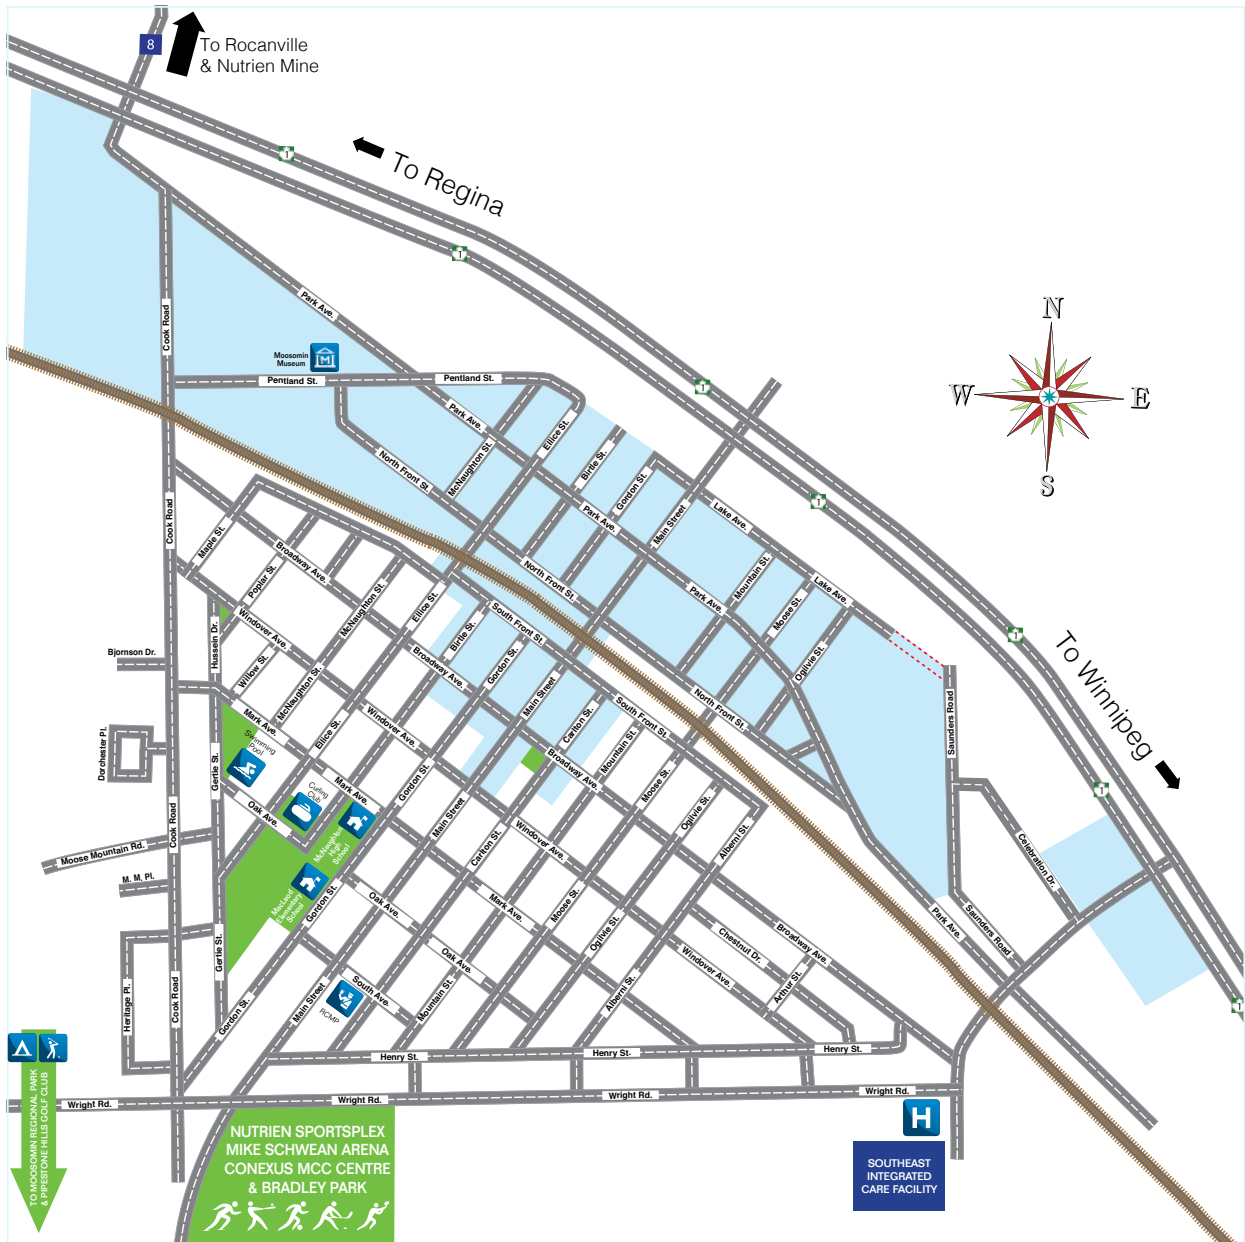 8
To Rocanville
& Nutrien Mine
1
To Regina
1
Park Ave.
Cook Road
N
W
E
S
Moosomin
Museum
M
Pentland St.
Pentland St.
1
Park Ave.
Ellice St.
McNaughton St.
North Front St.
Birtle St.
Gordon St.
Main Street
Lake Ave.
1
Park Ave.
Cook Road
Maple St.
Broadway Ave.
Poplar St.
North Front St.
Mountain St.
Lake Ave.
Moose St.
Park Ave.
Ogilvie St.
1
To Winnipeg
McNaughton St.
Ellice St.
South Front St.
Birtle St.
Windover Ave.
Hussein Dr.
Bjornson Dr.
Willow St.
McNaughton St.
Broadway Ave.
Gordon St.
Main Street
North Front St.
South Front St.
Saunders Road
Mark Ave.
Ellice St.
Windover Ave.
Carlton St.
Mountain St.
Dorchester Pl.
Swimming
Pool
Gertie St.
Gordon St.
Broadway Ave.
Moose St.
1
Curling
Club
Mark Ave.
Oak Ave.
Main Street
Ogilvie St.
Cook Road
Moose Mountain Rd.
McNaughton
High
School
Carlton St.
Windover Ave.
Alberni St.
Celebration Dr.
M. M. Pl.
MacLeod
Elementary
School
Gordon St.
Oak Ave.
Mark Ave.
Moose St.
Ogilvie St.
Park Ave.
Saunders Road
Gertie St.
Oak Ave.
Chestnut Dr.
Broadway Ave.
Windover Ave.
Arthur St.
Heritage Pl.
Cook Road
Gordon St.
Main Street
South Ave.
RCMP
Mountain St.
Alberni St.
1
Henry St.
Henry St.
Henry St.
Wright Rd.
Wright Rd.
Wright Rd.
Wright Rd.
TO MOOSOMIN REGIONAL PARK
& PIPESTONE HILLS GOLF CLUB
NUTRIEN SPORTSPLEX
MIKE SCHWEAN ARENA
CONEXUS MCC CENTRE
& BRADLEY PARK
H
SOUTHEAST
INTEGRATED
CARE FACILITY